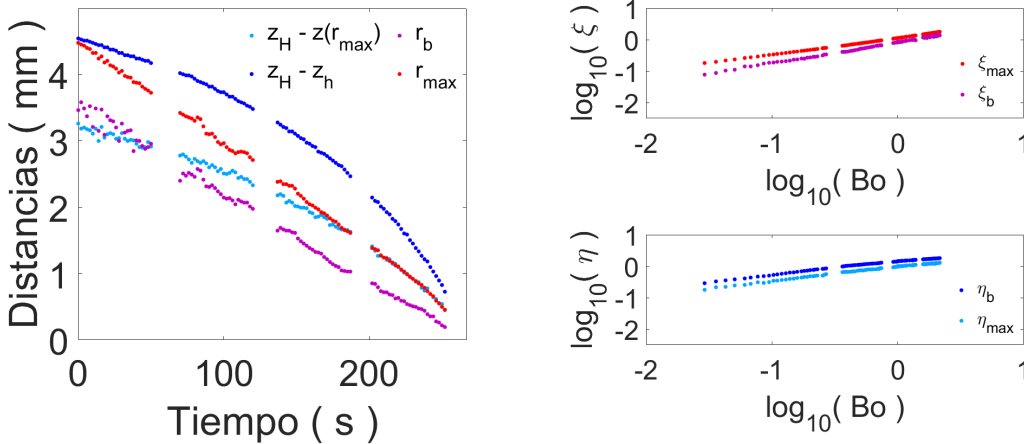 Distancias ( mm )
4
3
2
1
0
0 100 200
Tiempo ( s )
z_H - z(r_max)
z_H - z_h
r_b
r_max
log_10( ξ )
1
0
-1
-2
-2 -1 0 1
log_10( Bo )
ξ_max
ξ_b
log_10( η )
1
0
-1
-2
-2 -1 0 1
log_10( Bo )
η_b
η_max